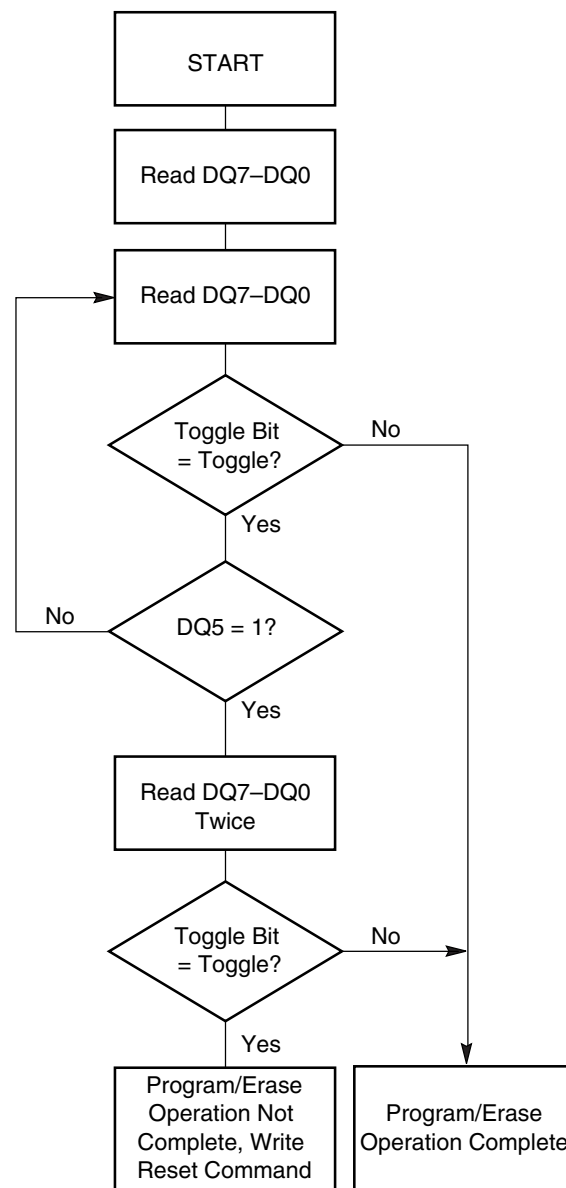 START
Read DQ7–DQ0
Read DQ7–DQ0
Toggle Bit
= Toggle?
No
Yes
No
DQ5 = 1?
Yes
Read DQ7–DQ0
Twice
Toggle Bit
= Toggle?
No
Yes
Program/Erase
Operation Not
Complete, Write
Reset Command
Program/Erase
Operation Complete